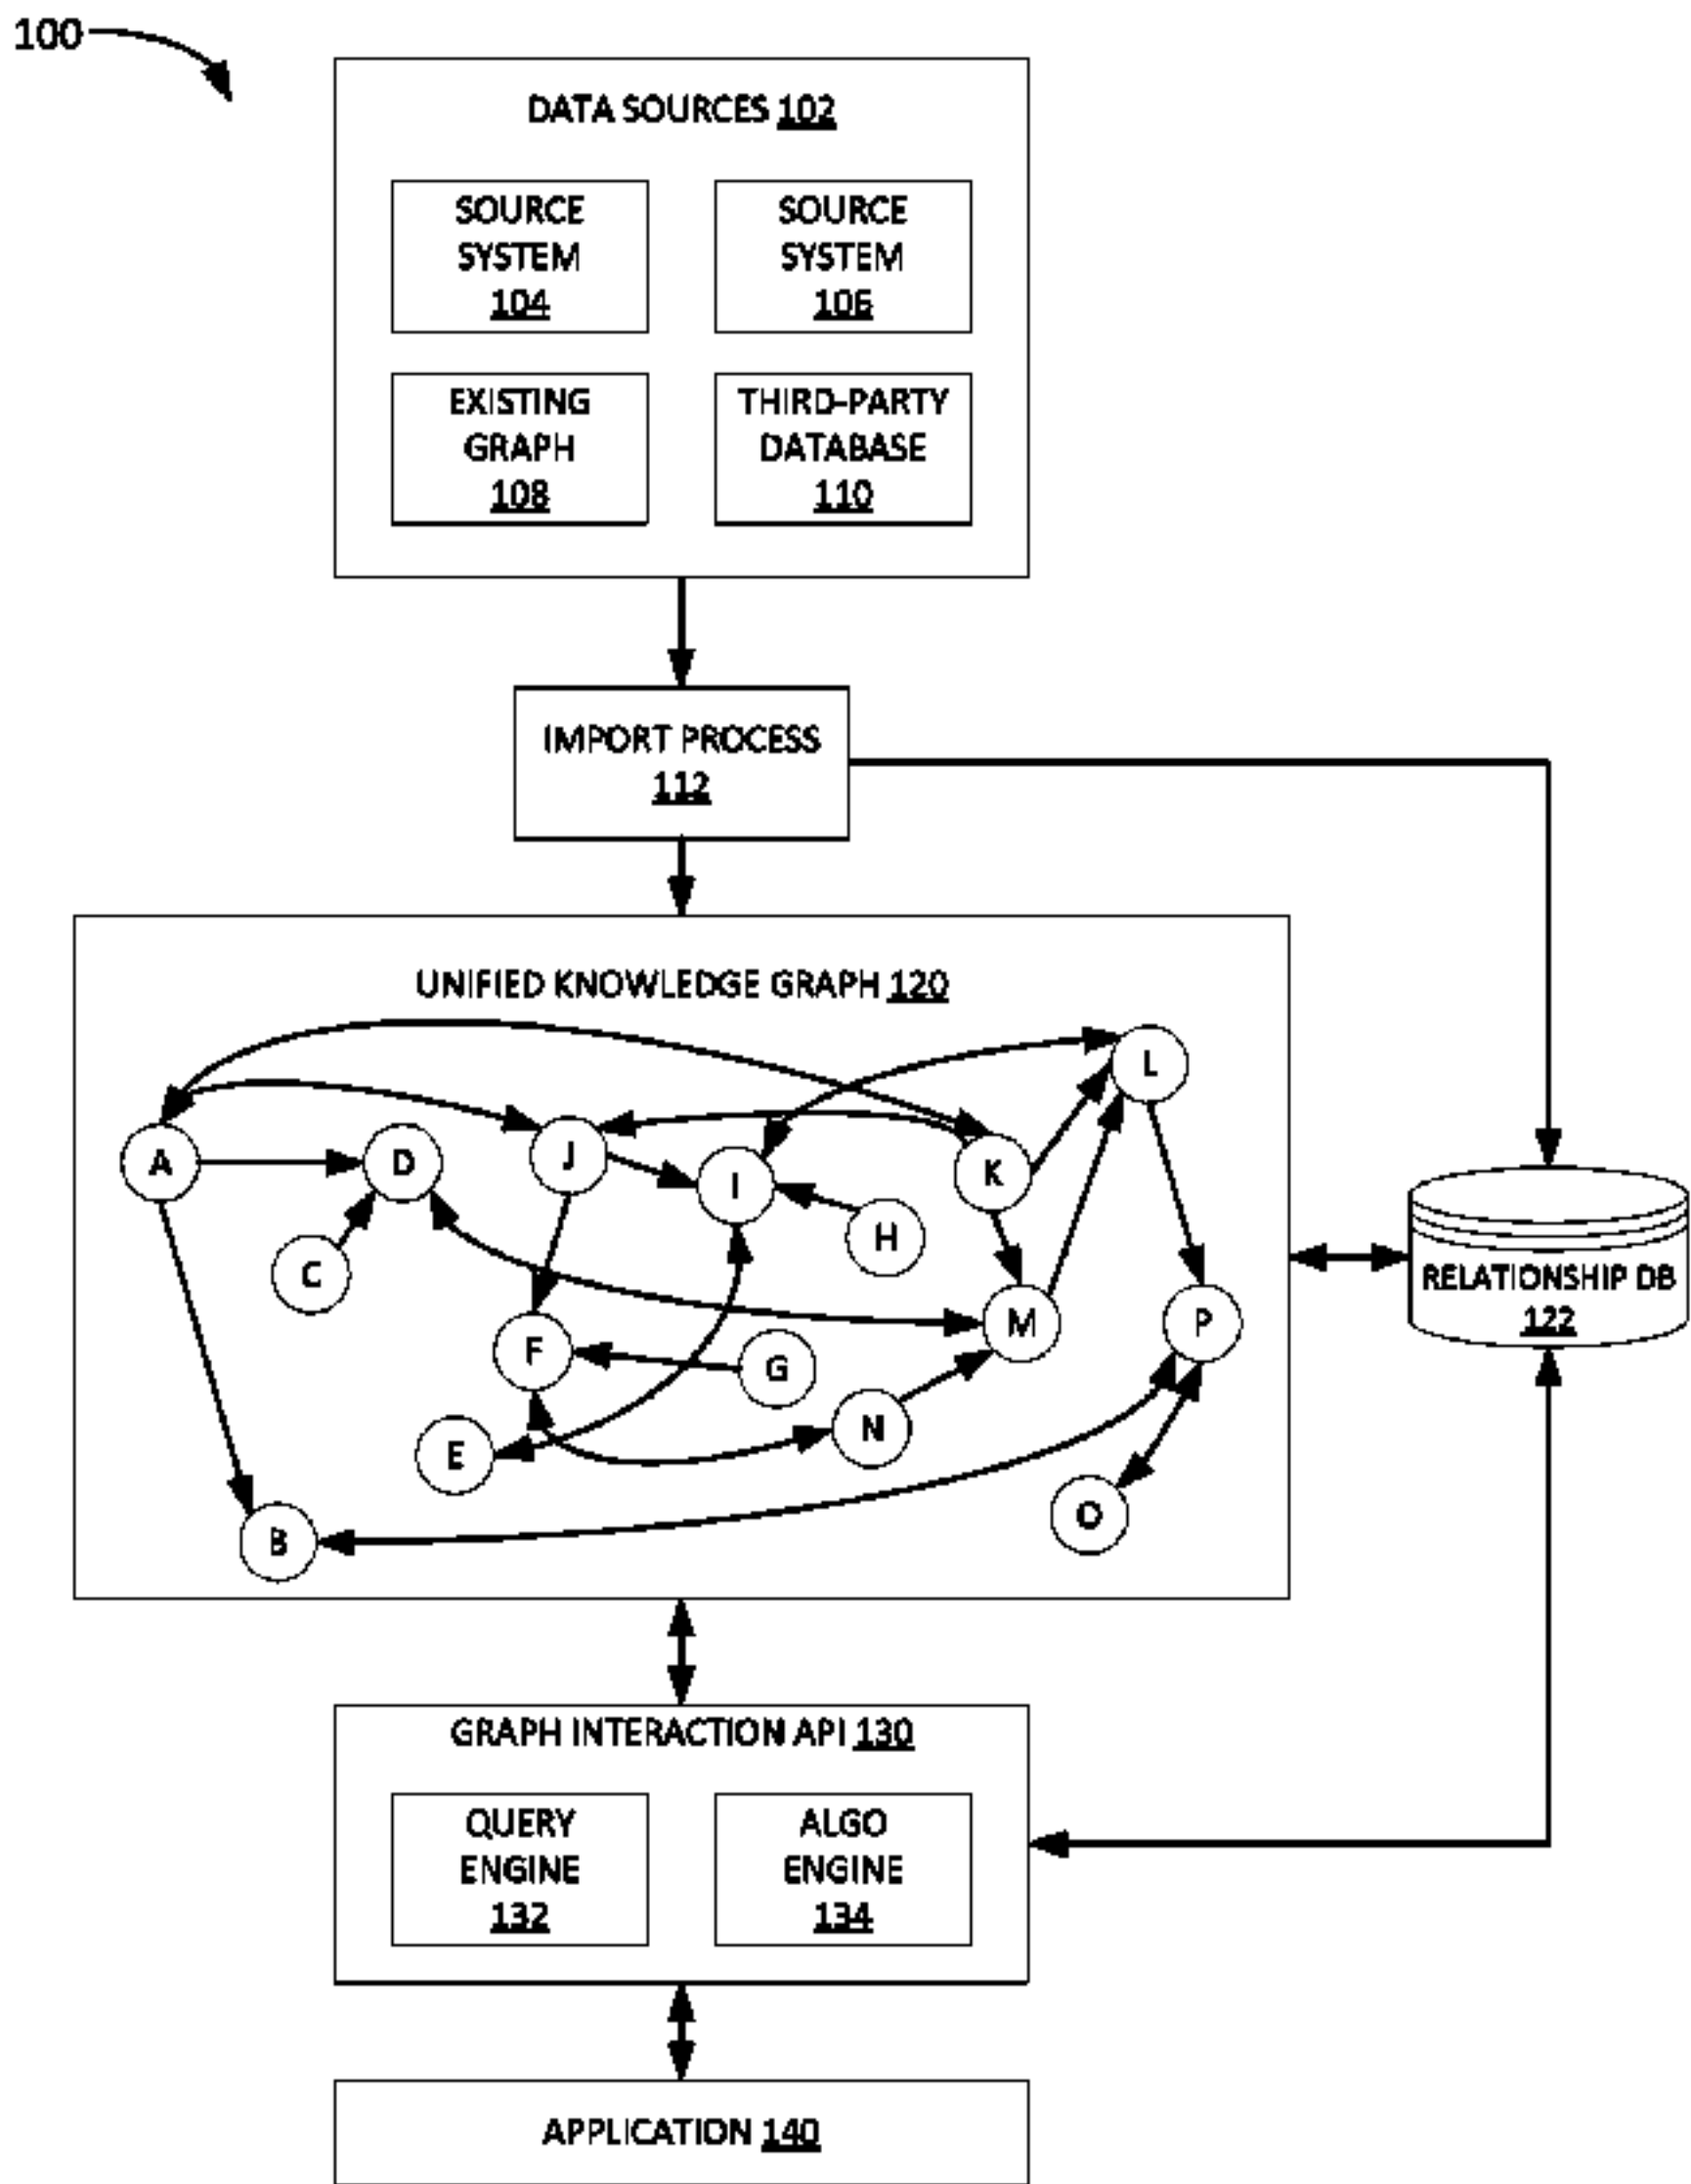 100
DATA SOURCES 102
SOURCE
SYSTEM
104
SOURCE
SYSTEM
106
EXISTING
GRAPH
108
THIRD-PARTY
DATABASE
110
IMPORT PROCESS
112
UNIFIED KNOWLEDGE GRAPH 120
L
A
D
J
I
K
H
C
M
P
F
G
N
E
O
B
RELATIONSHIP DB
122
GRAPH INTERACTION API 130
QUERY
ENGINE
132
ALGO
ENGINE
134
APPLICATION 140